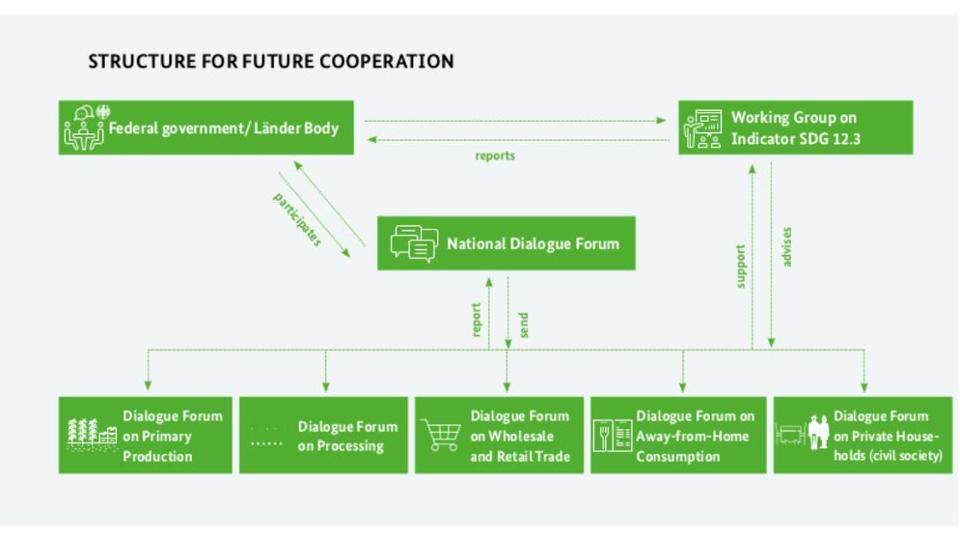 STRUCTURE FOR FUTURE COOPERATION
Federal government/ Länder Body
Working Group on
Indicator SDG 12.3
reports
participates
National Dialogue Forum
support
advises
report
send
Dialogue Forum
on Primary
Production
Dialogue Forum
on Processing
Dialogue Forum
on Wholesale
and Retail Trade
Dialogue Forum on
Away-from-Home
Consumption
Dialogue Forum
on Private House-
holds (civil society)